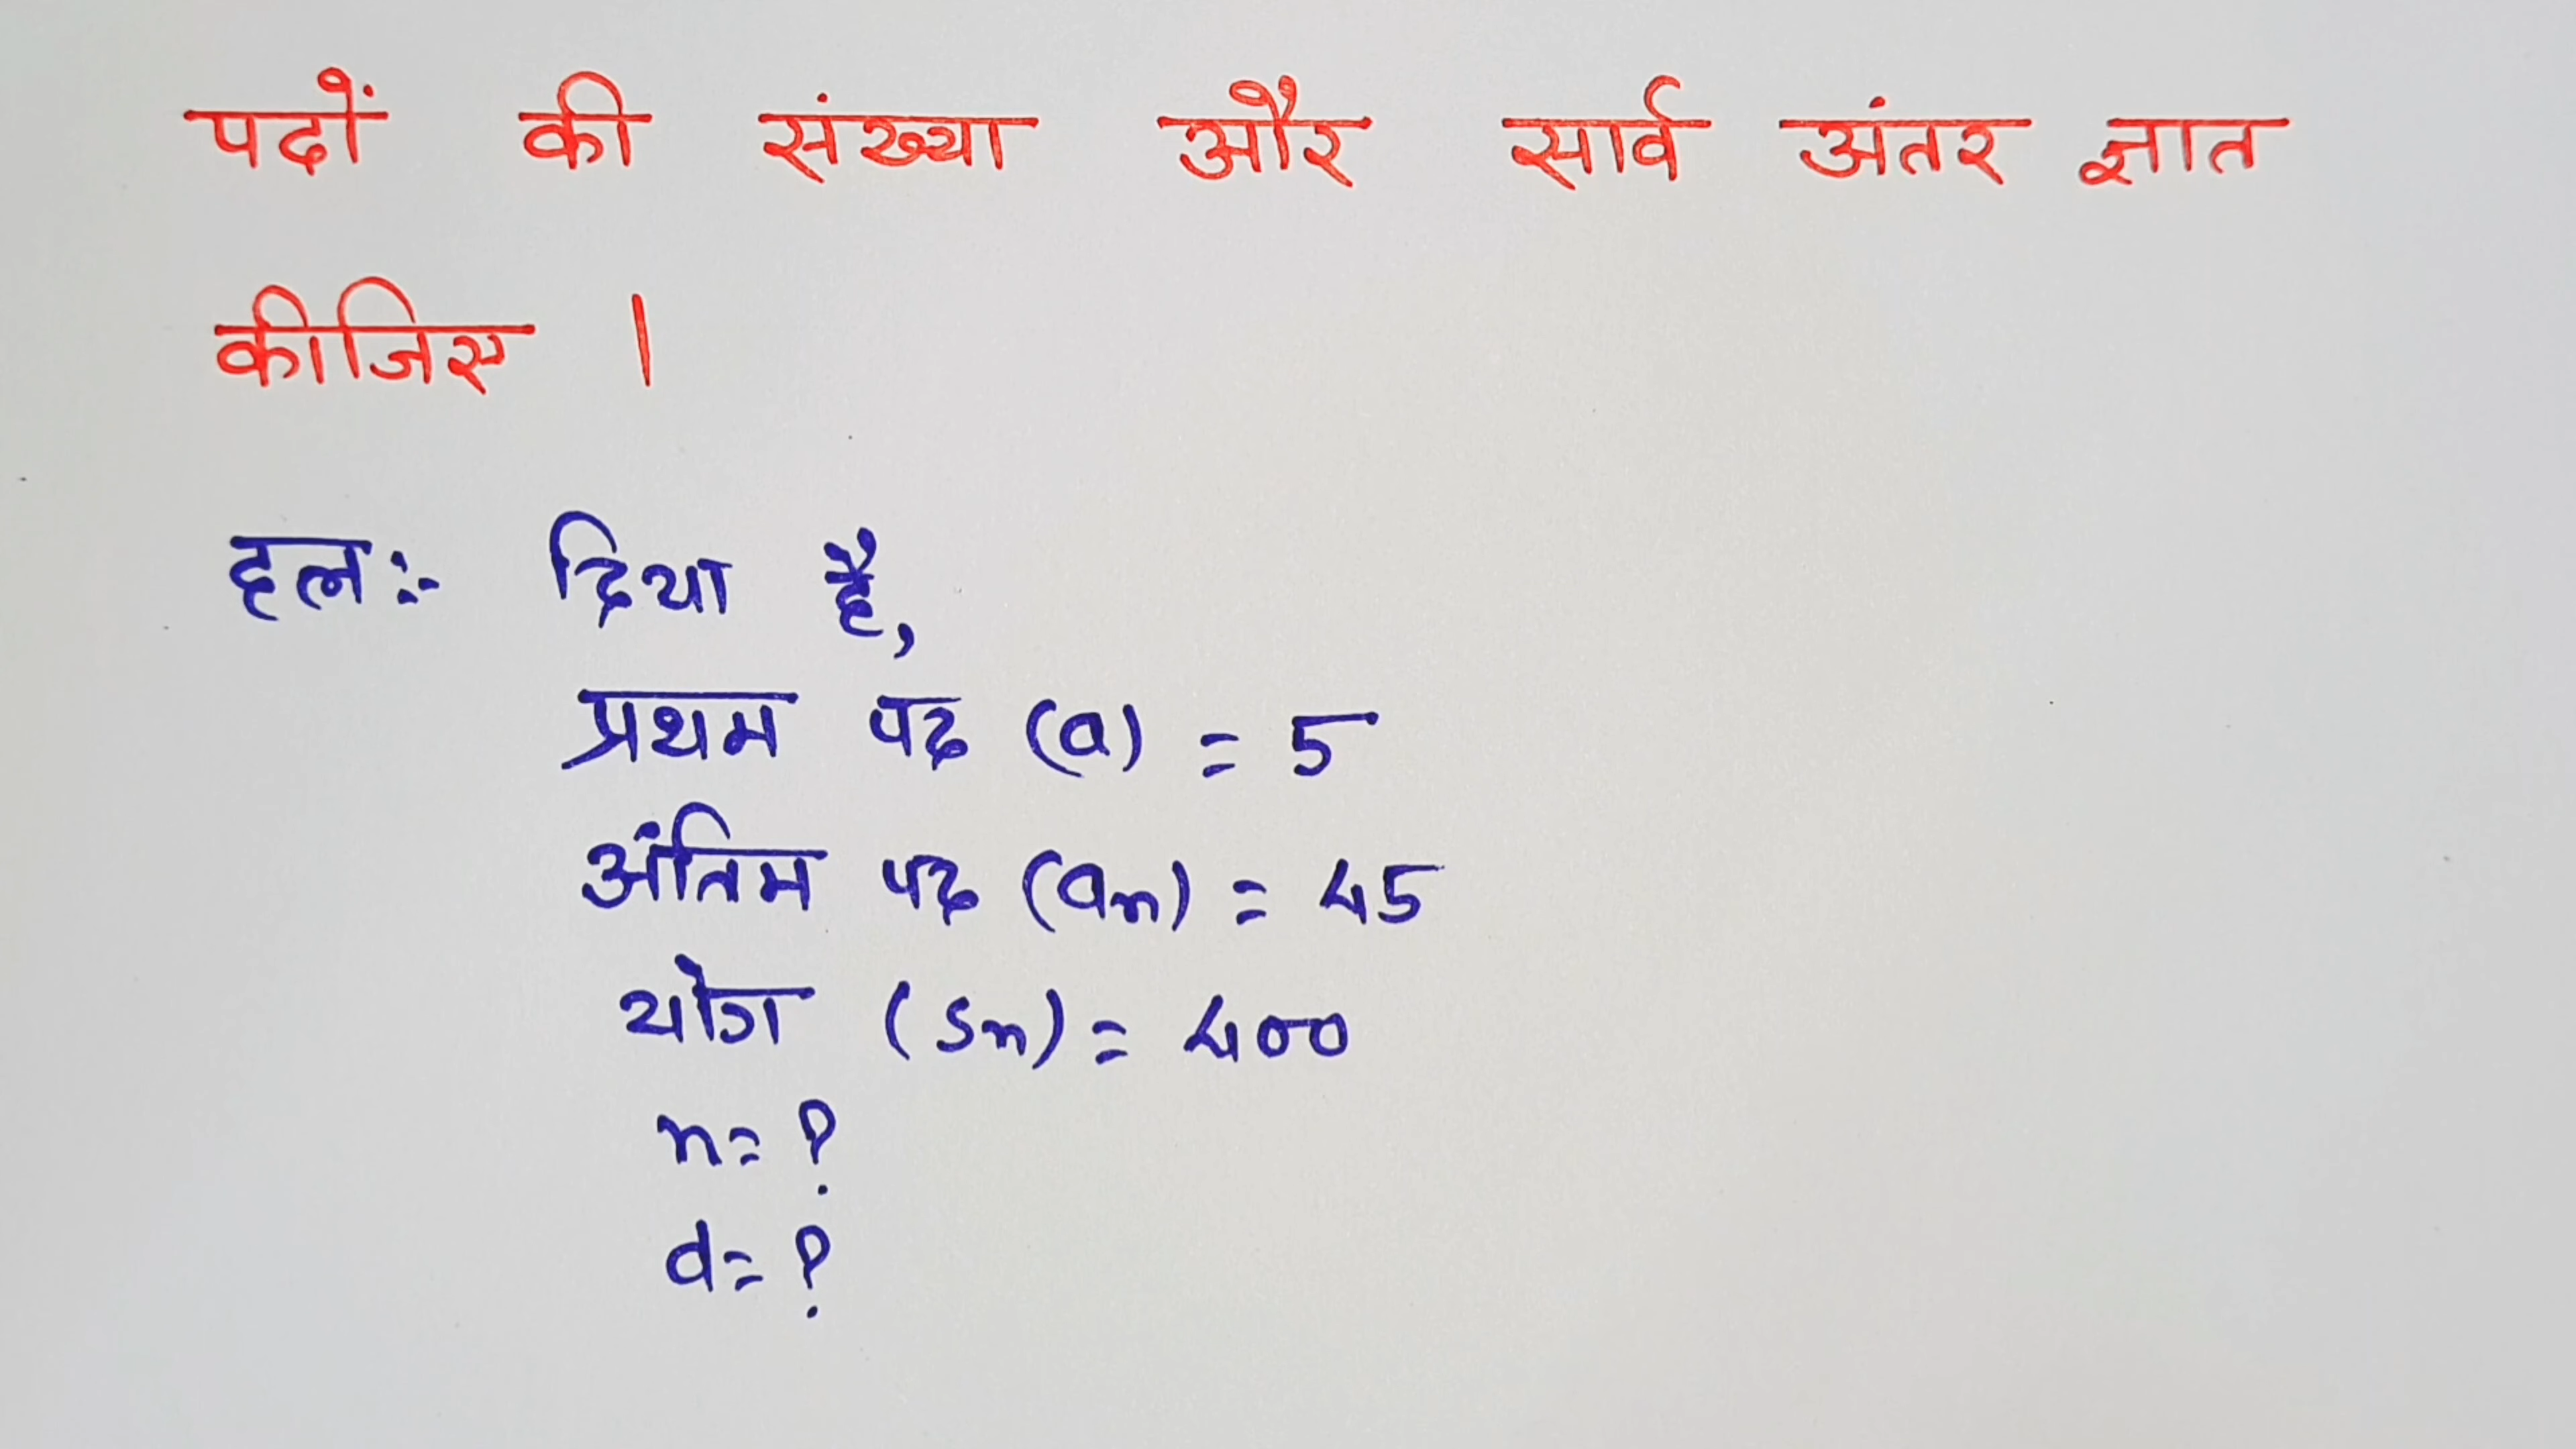 पदों की संख्या और सार्व अंतर ज्ञात
कीजिए ।
हल:- दिया है,
प्रथम पद (a) = 5
अंतिम पद (an) = 45
योग (Sn) = 400
n = ?
d = ?